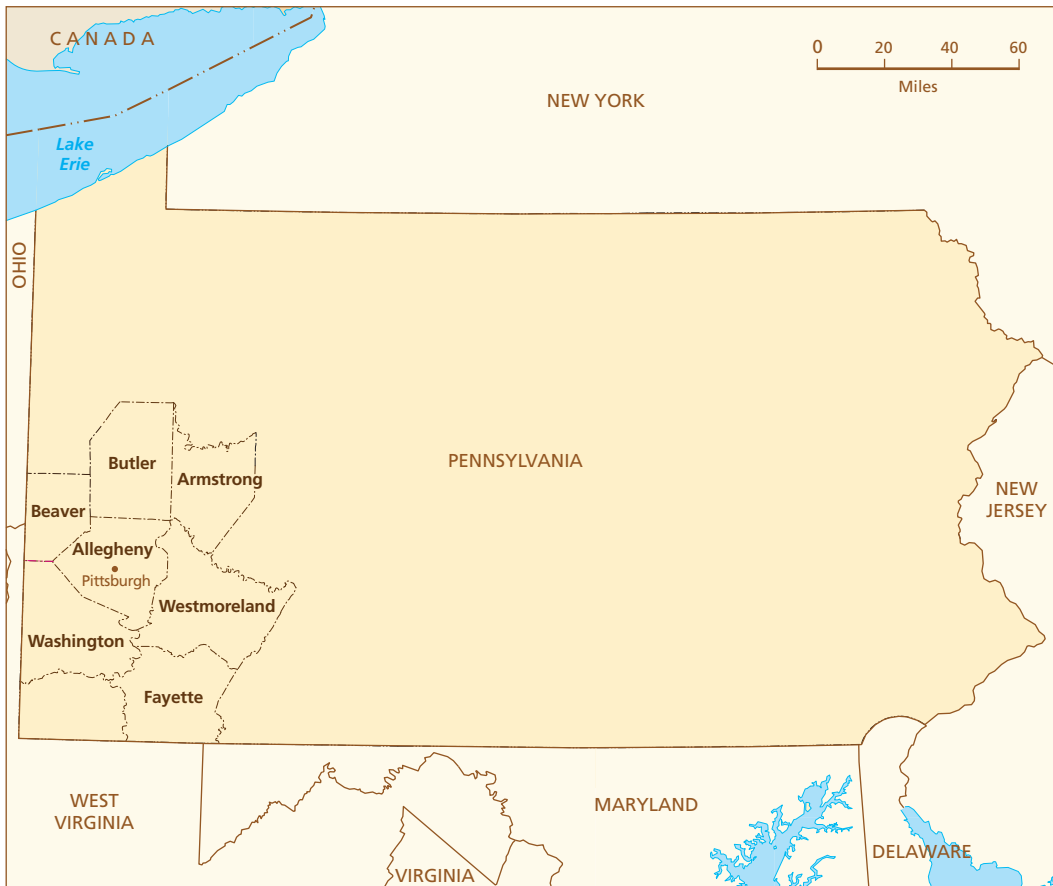 CANADA
0 20 40 60
Miles
NEW YORK
Lake
Erie
OHIO
Butler
PENNSYLVANIA
Armstrong
Beaver
NEW
JERSEY
Allegheny
Pittsburgh
Westmoreland
Washington
Fayette
WEST
VIRGINIA
MARYLAND
DELAWARE
VIRGINIA